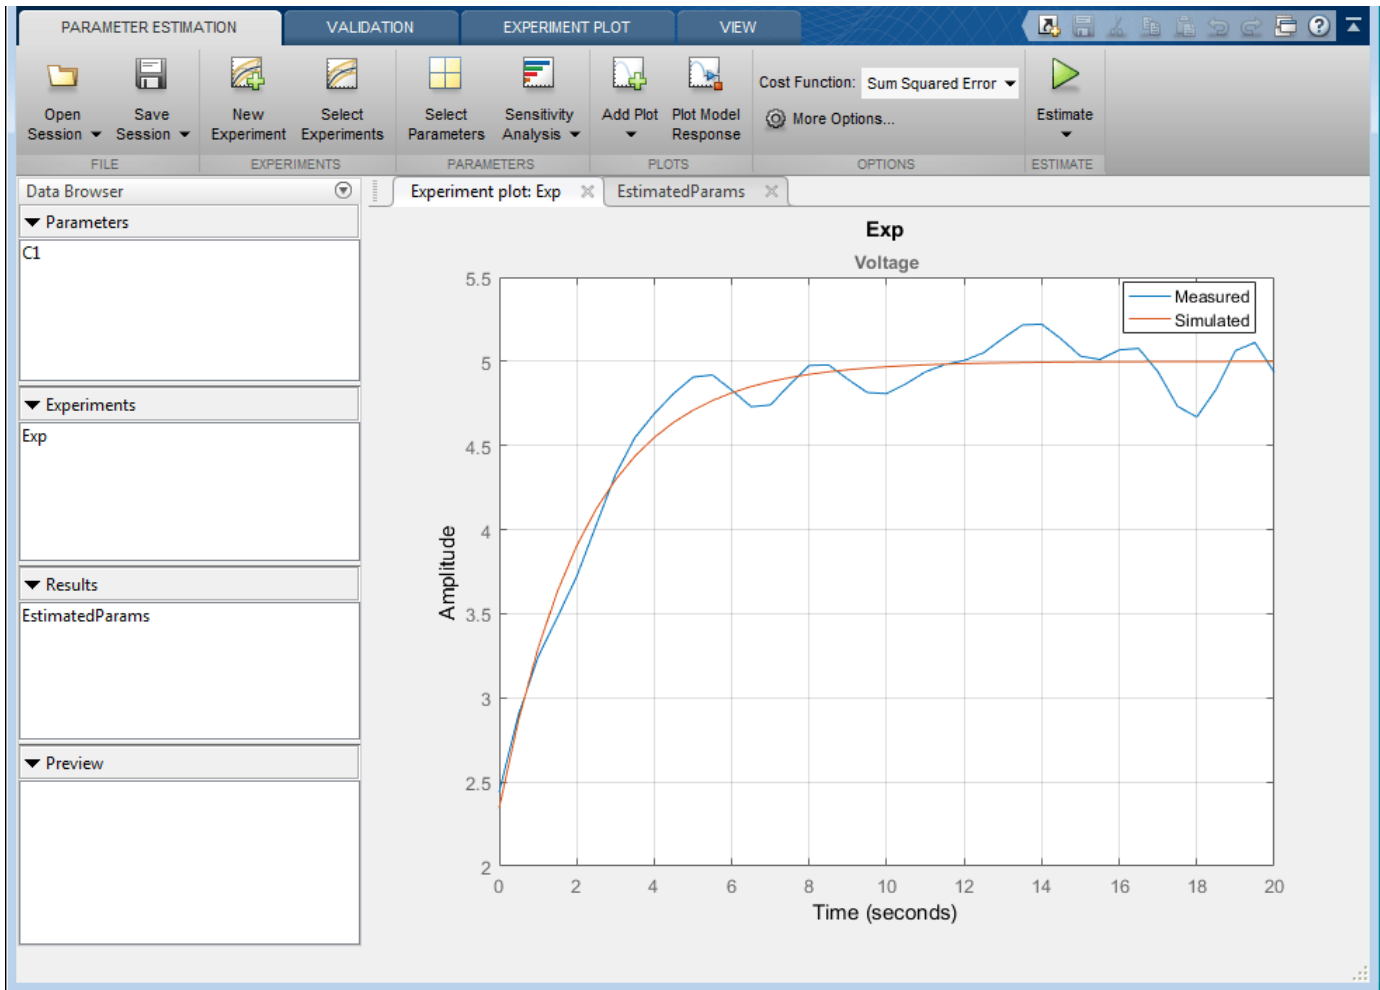 PARAMETER ESTIMATION
VALIDATION
EXPERIMENT PLOT
VIEW
Open Session
Save Session
New Experiment
Select Experiments
Select Parameters
Sensitivity Analysis
Add Plot
Plot Model Response
Cost Function: Sum Squared Error
More Options...
Estimate
FILE
EXPERIMENTS
PARAMETERS
PLOTS
OPTIONS
ESTIMATE
Data Browser
Parameters
C1
Experiments
Exp
Results
EstimatedParams
Preview
Experiment plot: Exp
EstimatedParams
Exp
Voltage
Measured
Simulated
Amplitude
5.5
5
4.5
4
3.5
3
2.5
2
0 2 4 6 8 10 12 14 16 18 20
Time (seconds)